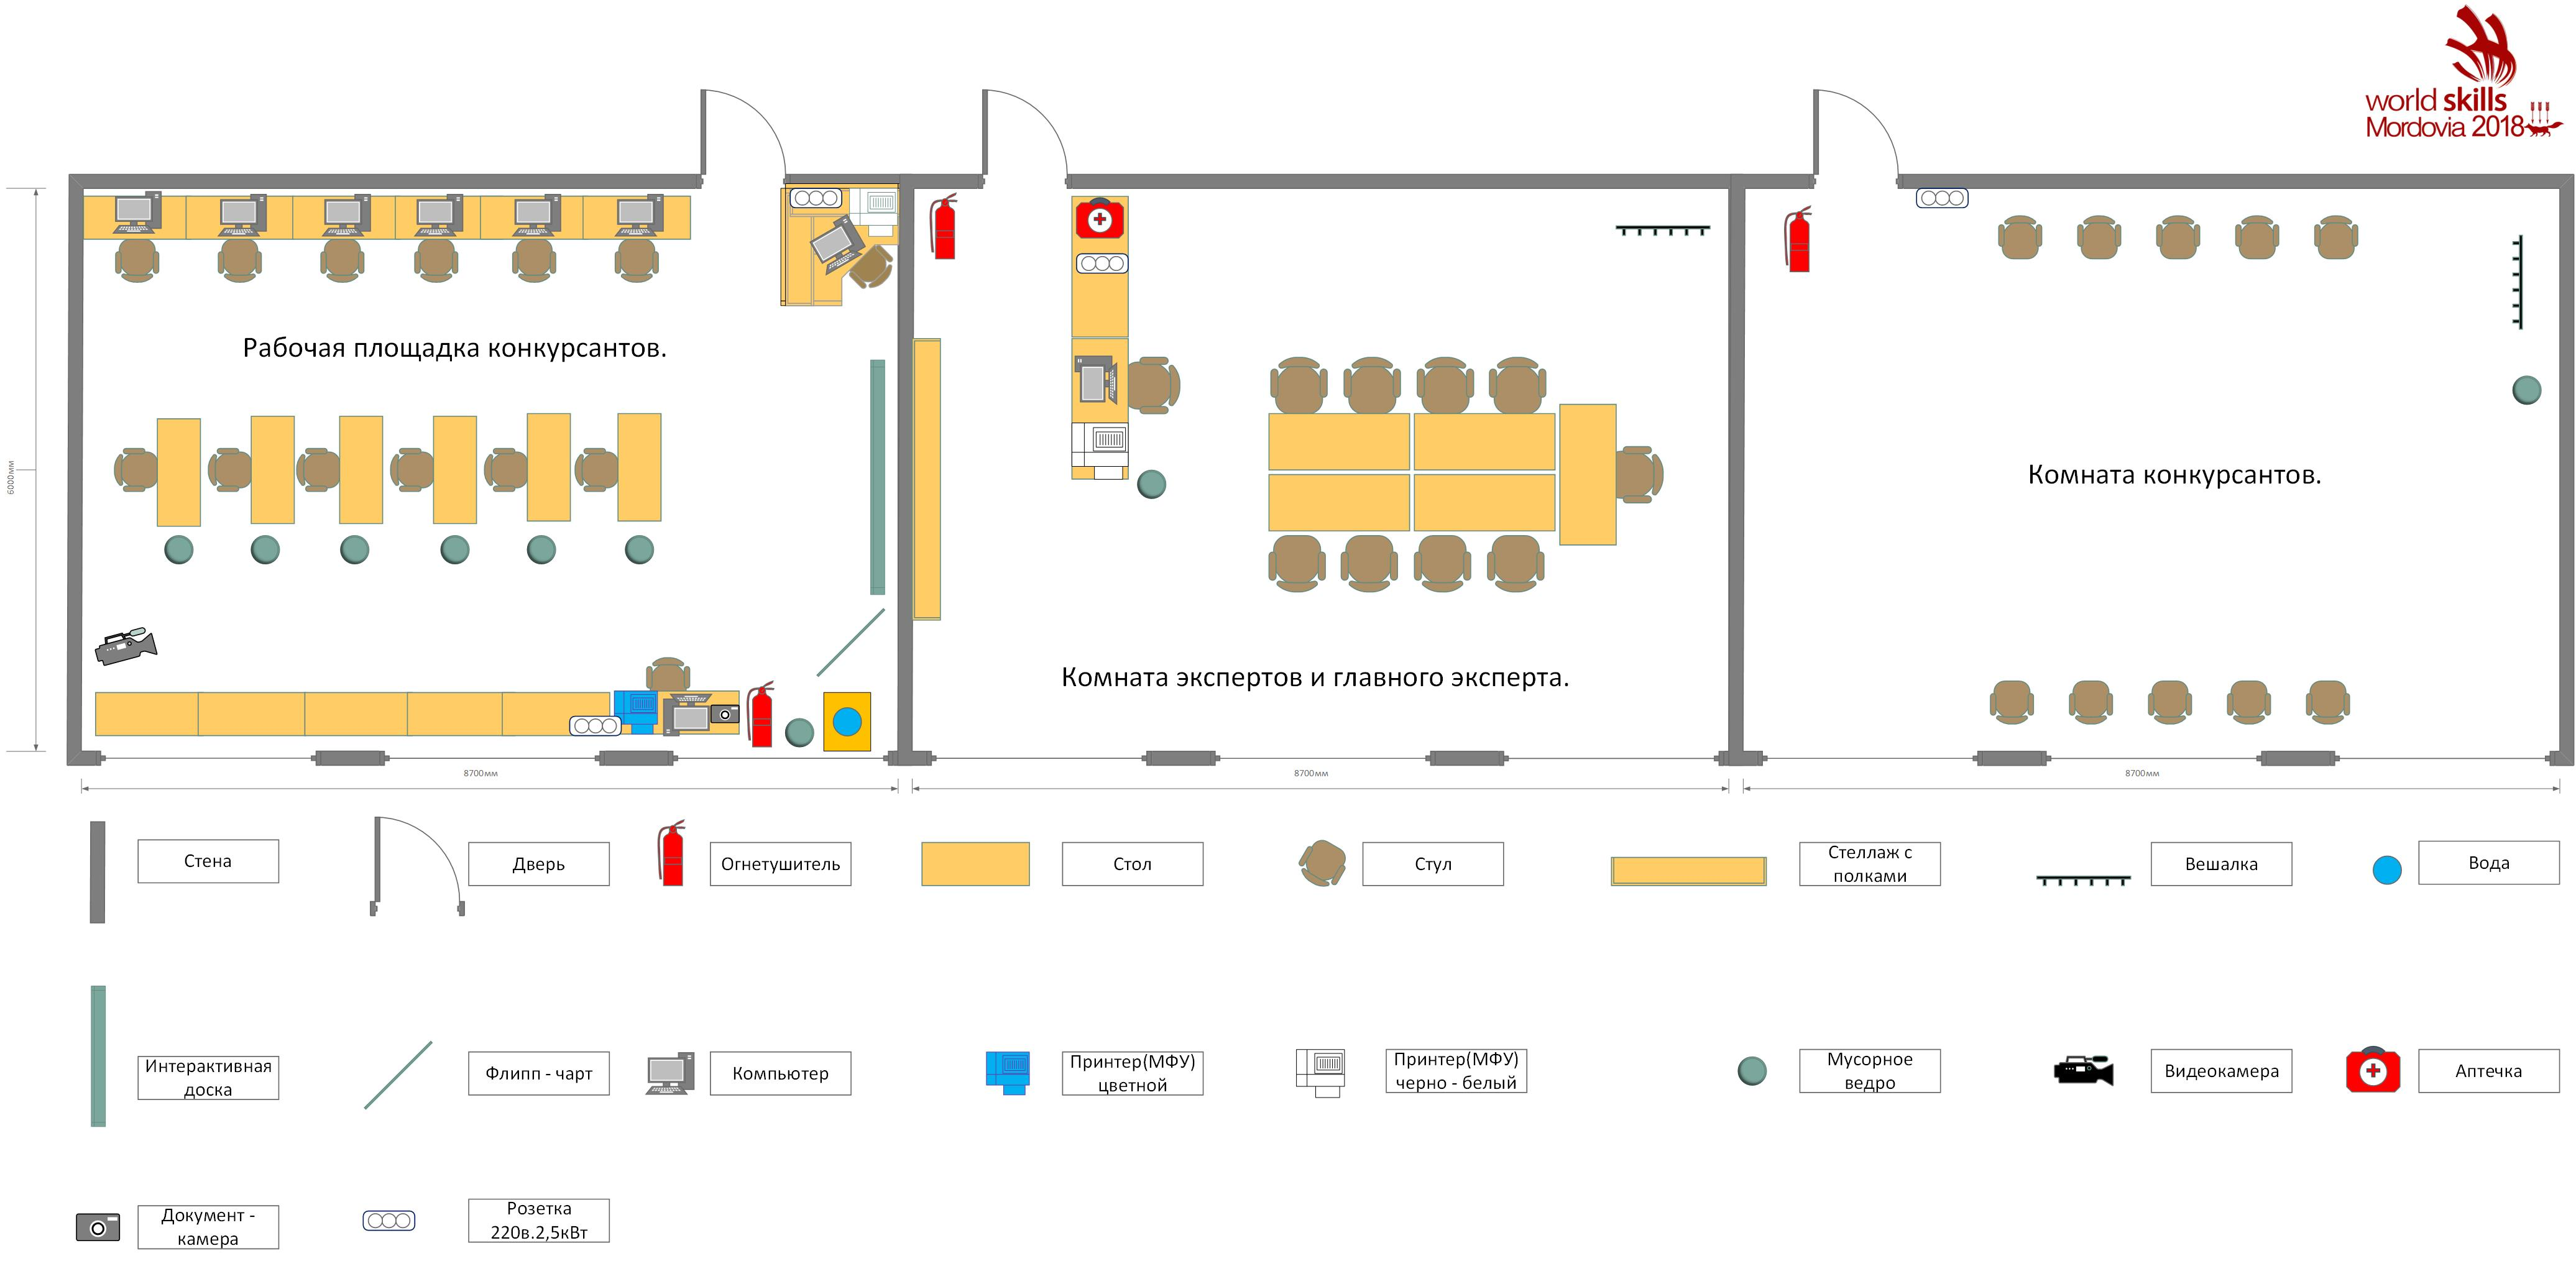 world skills
Mordovia 2018
Рабочая площадка конкурсантов.
6000мм
Комната конкурсантов.
Комната экспертов и главного эксперта.
8700мм
8700мм
8700мм
Стена
Дверь
Огнетушитель
Стол
Стул
Стеллаж с
полками
Вешалка
Вода
Интерактивная
доска
Флипп - чарт
Компьютер
Принтер(МФУ)
цветной
Принтер(МФУ)
черно - белый
Мусорное
ведро
Видеокамера
Аптечка
Документ -
камера
Розетка
220в.2,5кВт